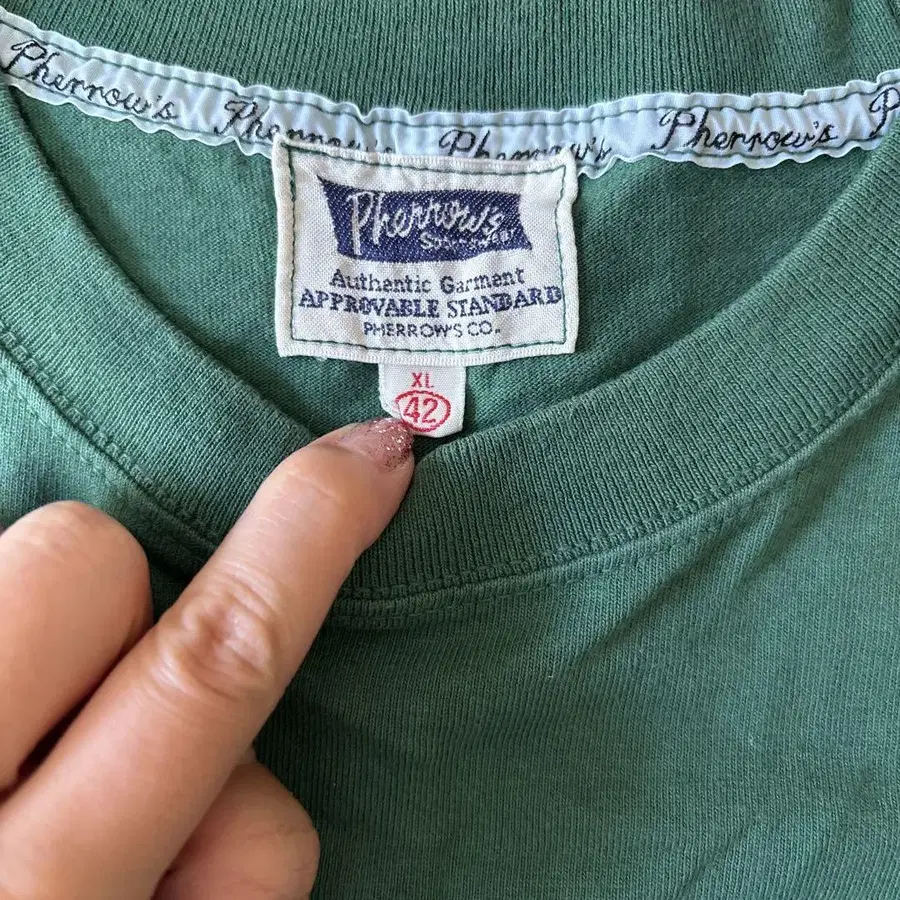 Pherrow's Pherrow's Pherrow's Pherrow's P
Pherrow's
Authentic Garment
APPROVABLE STANDARD
PHERROW'S CO.
XL
42